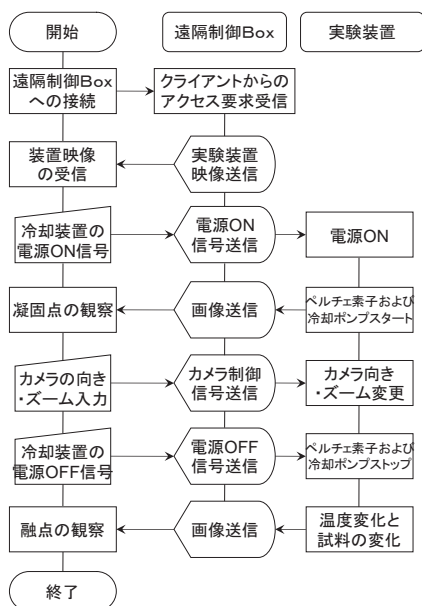 開始
遠隔制御Box
実験装置
遠隔制御Box
への接続
クライアントからの
アクセス要求受信
装置映像
の受信
実験装置
映像送信
冷却装置の
電源ON信号
電源ON
信号送信
電源ON
凝固点の観察
画像送信
ペルチェ素子および
冷却ポンプスタート
カメラの向き
・ズーム入力
カメラ制御
信号送信
カメラ向き
・ズーム変更
冷却装置の
電源OFF信号
電源OFF
信号送信
ペルチェ素子および
冷却ポンプストップ
融点の観察
画像送信
温度変化と
試料の変化
終了